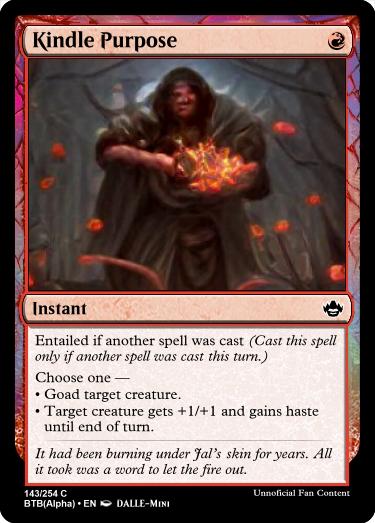 Kindle Purpose
Instant
Entailed if another spell was cast (Cast this spell
only if another spell was cast this turn.)
Choose one —
• Goad target creature.
• Target creature gets +1/+1 and gains haste
until end of turn.
It had been burning under Jal's skin for years. All
it took was a word to let the fire out.
143/254 C
Unofficial Fan Content
BTB(Alpha) • EN DALLE-Mini